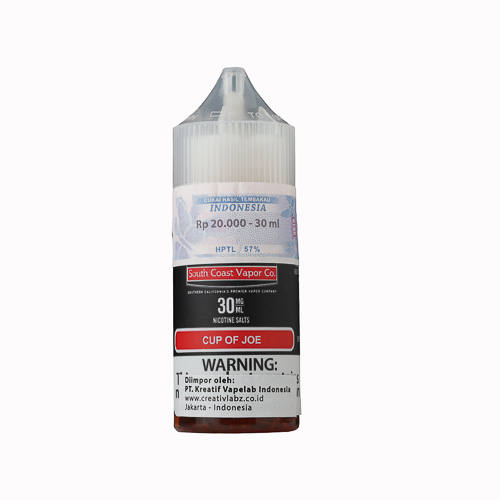 CUKAI HASIL TEMBAKAU
INDONESIA
Rp 20.000 - 30 ml
HPTL / 57%
South Coast Vapor Co.
SOUTHERN CALIFORNIA'S PREMIER VAPOR COMPANY
30 MG
ML
NICOTINE SALTS
CUP OF JOE
WARNING:
Diimpor oleh:
PT. Kreatif Vapelab Indonesia
www.creativlabz.co.id
Jakarta - Indonesia